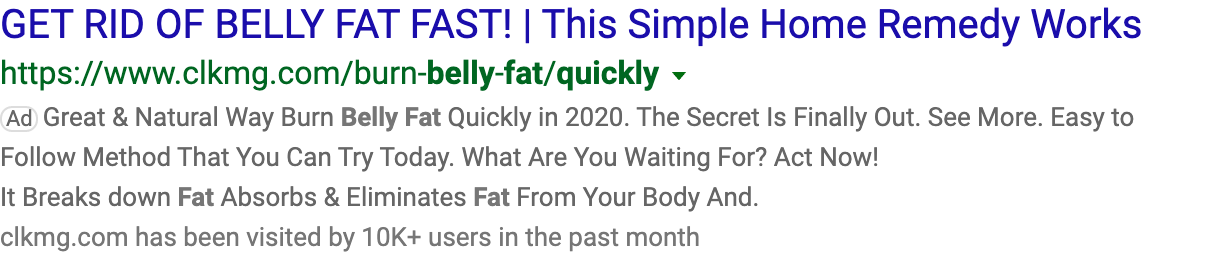 GET RID OF BELLY FAT FAST! | This Simple Home Remedy Works
https://www.clkmg.com/burn-belly-fat/quickly
Ad Great & Natural Way Burn Belly Fat Quickly in 2020. The Secret Is Finally Out. See More. Easy to
Follow Method That You Can Try Today. What Are You Waiting For? Act Now!
It Breaks down Fat Absorbs & Eliminates Fat From Your Body And.
clkmg.com has been visited by 10K+ users in the past month